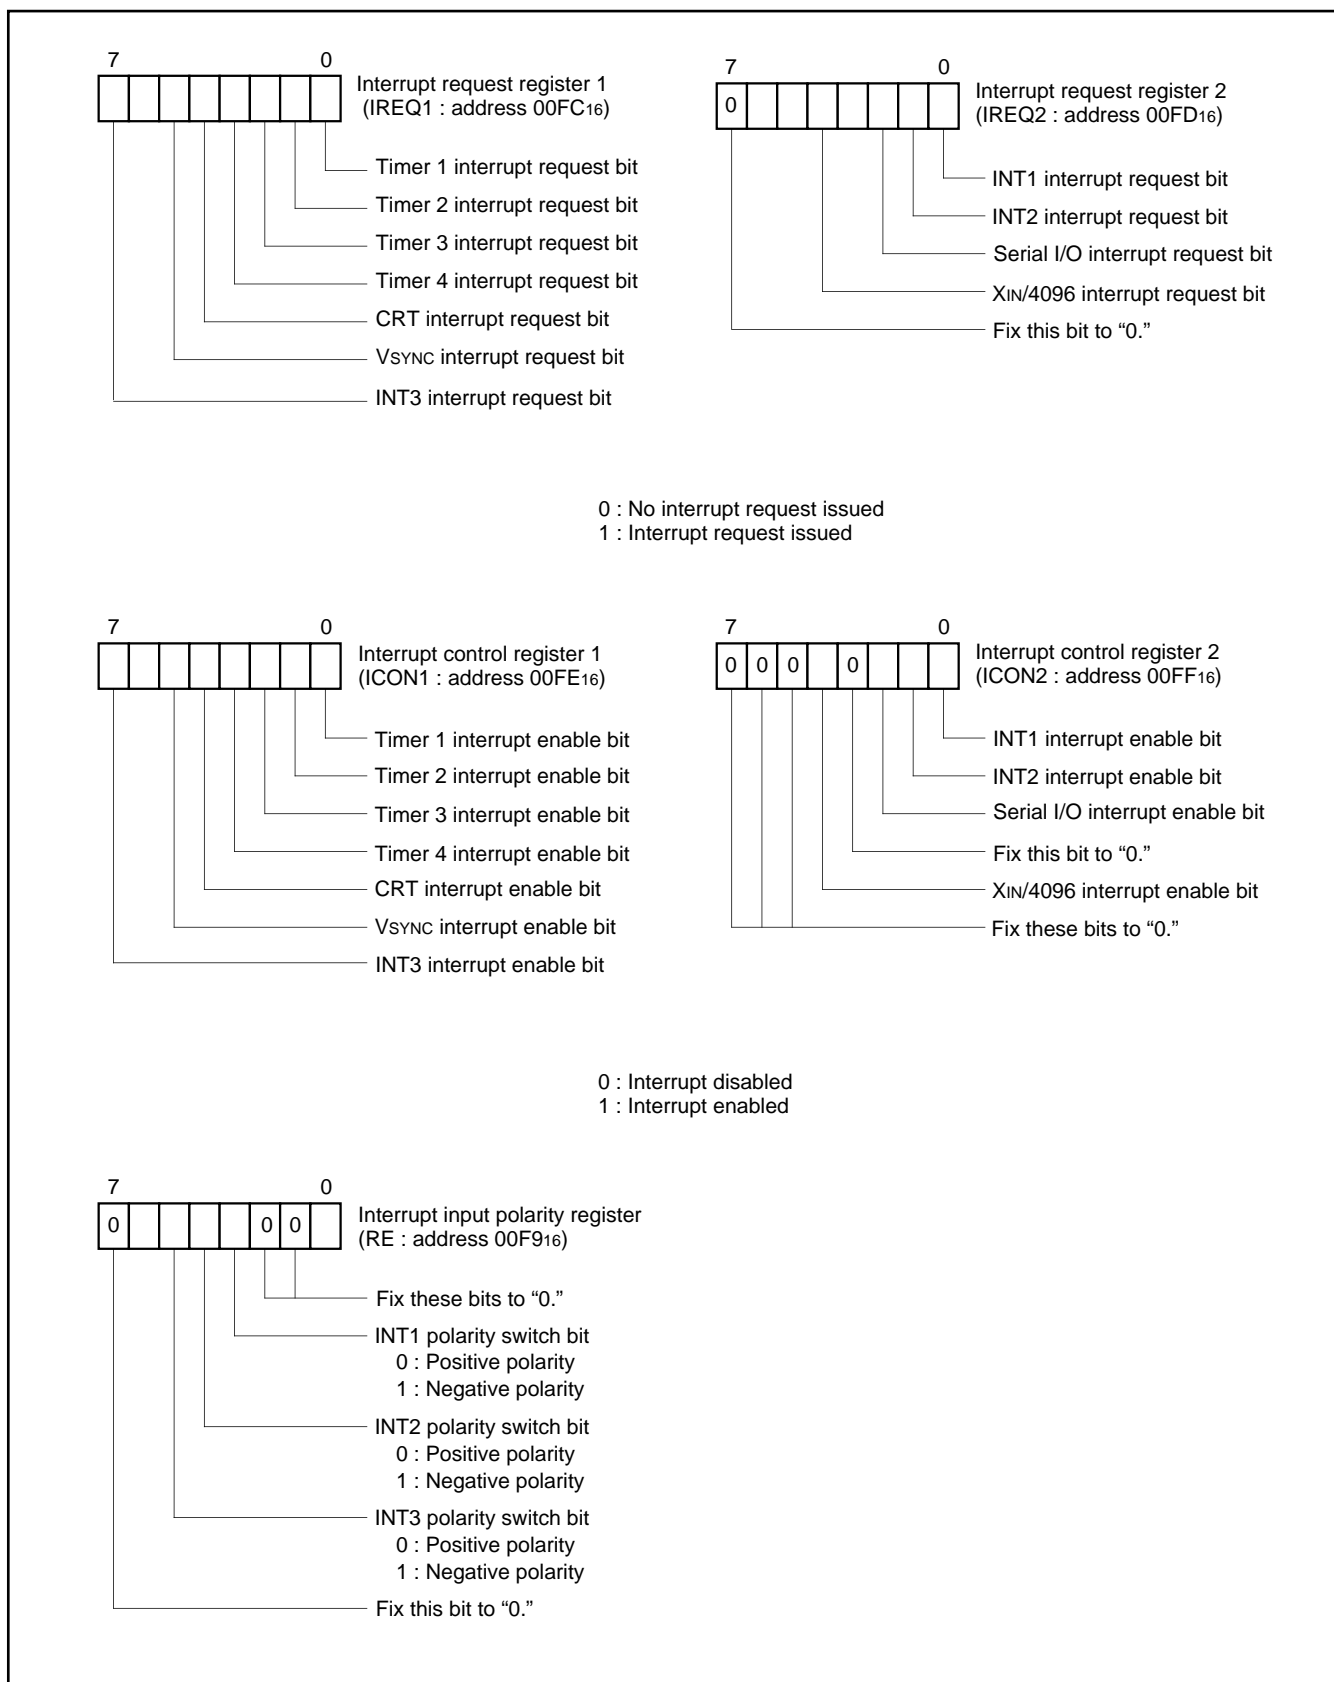 7 0
Interrupt request register 1
(IREQ1 : address 00FC16)
Timer 1 interrupt request bit
Timer 2 interrupt request bit
Timer 3 interrupt request bit
Timer 4 interrupt request bit
CRT interrupt request bit
VSYNC interrupt request bit
INT3 interrupt request bit
7 0
0
Interrupt request register 2
(IREQ2 : address 00FD16)
INT1 interrupt request bit
INT2 interrupt request bit
Serial I/O interrupt request bit
XIN/4096 interrupt request bit
Fix this bit to “0.”
0 : No interrupt request issued
1 : Interrupt request issued
7 0
Interrupt control register 1
(ICON1 : address 00FE16)
Timer 1 interrupt enable bit
Timer 2 interrupt enable bit
Timer 3 interrupt enable bit
Timer 4 interrupt enable bit
CRT interrupt enable bit
VSYNC interrupt enable bit
INT3 interrupt enable bit
7 0
0 0 0 0
Interrupt control register 2
(ICON2 : address 00FF16)
INT1 interrupt enable bit
INT2 interrupt enable bit
Serial I/O interrupt enable bit
Fix this bit to “0.”
XIN/4096 interrupt enable bit
Fix these bits to “0.”
0 : Interrupt disabled
1 : Interrupt enabled
7 0
0 0 0
Interrupt input polarity register
(RE : address 00F916)
Fix these bits to “0.”
INT1 polarity switch bit
0 : Positive polarity
1 : Negative polarity
INT2 polarity switch bit
0 : Positive polarity
1 : Negative polarity
INT3 polarity switch bit
0 : Positive polarity
1 : Negative polarity
Fix this bit to “0.”